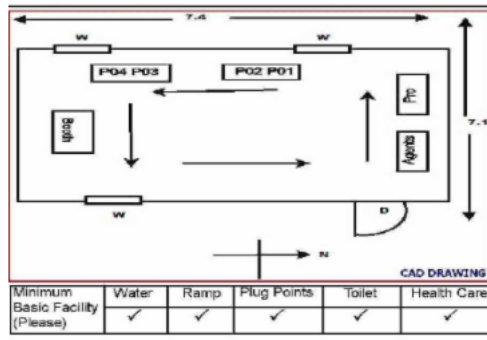 7.4
W
W
P04 P03
P02 P01
Booth
Pro
Agents
7.1
W
D
N
CAD DRAWING
Minimum Basic Facility (Please)
Water
Ramp
Plug Points
Toilet
Health Care
✓ ✓ ✓ ✓ ✓